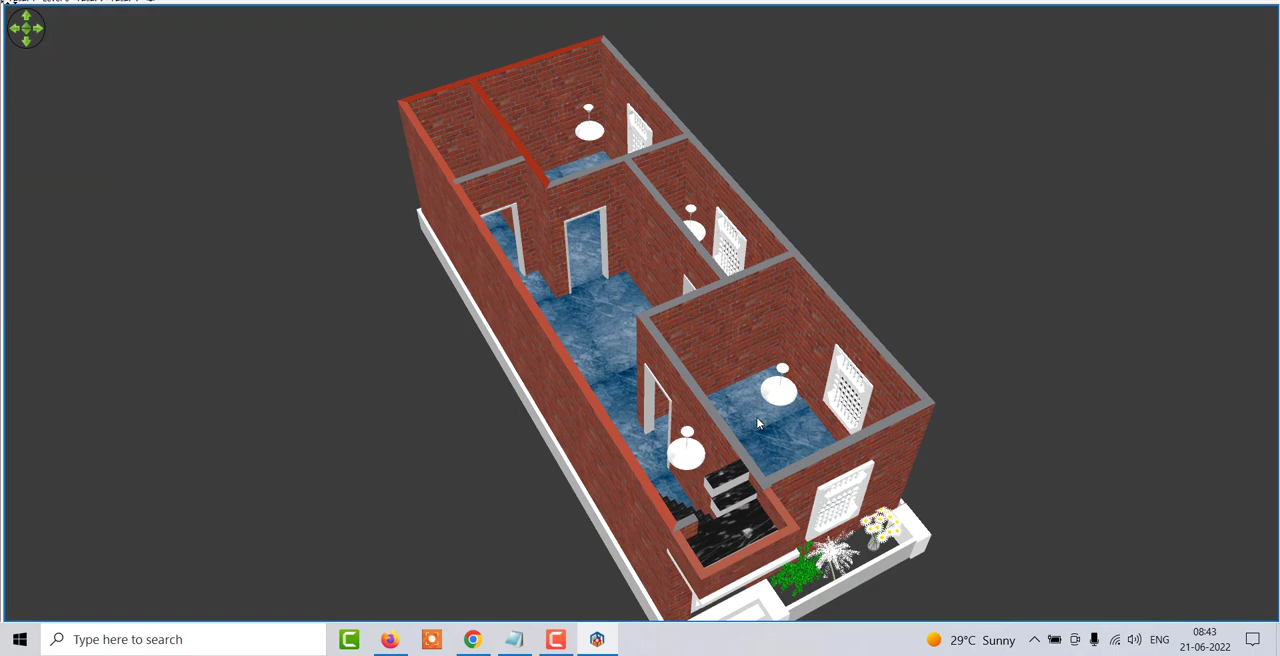 Type here to search
29°C Sunny
ENG
08:43
21-06-2022